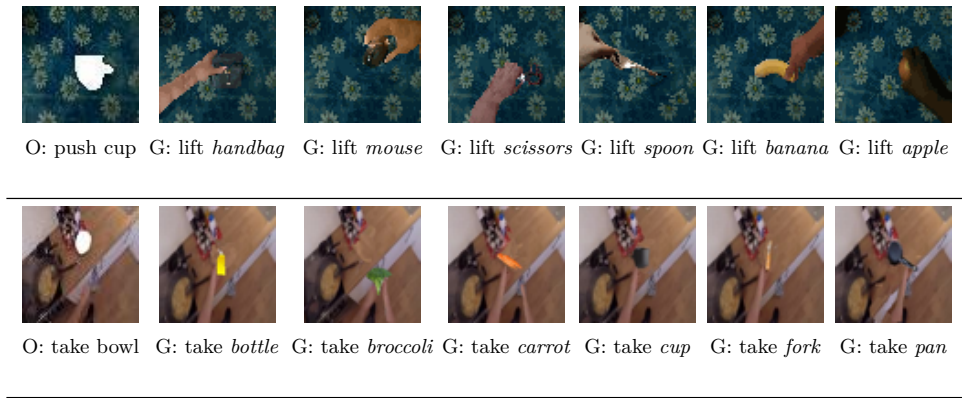 O: push cup G: lift handbag G: lift mouse G: lift scissors G: lift spoon G: lift banana G: lift apple
O: take bowl G: take bottle G: take broccoli G: take carrot G: take cup G: take fork G: take pan